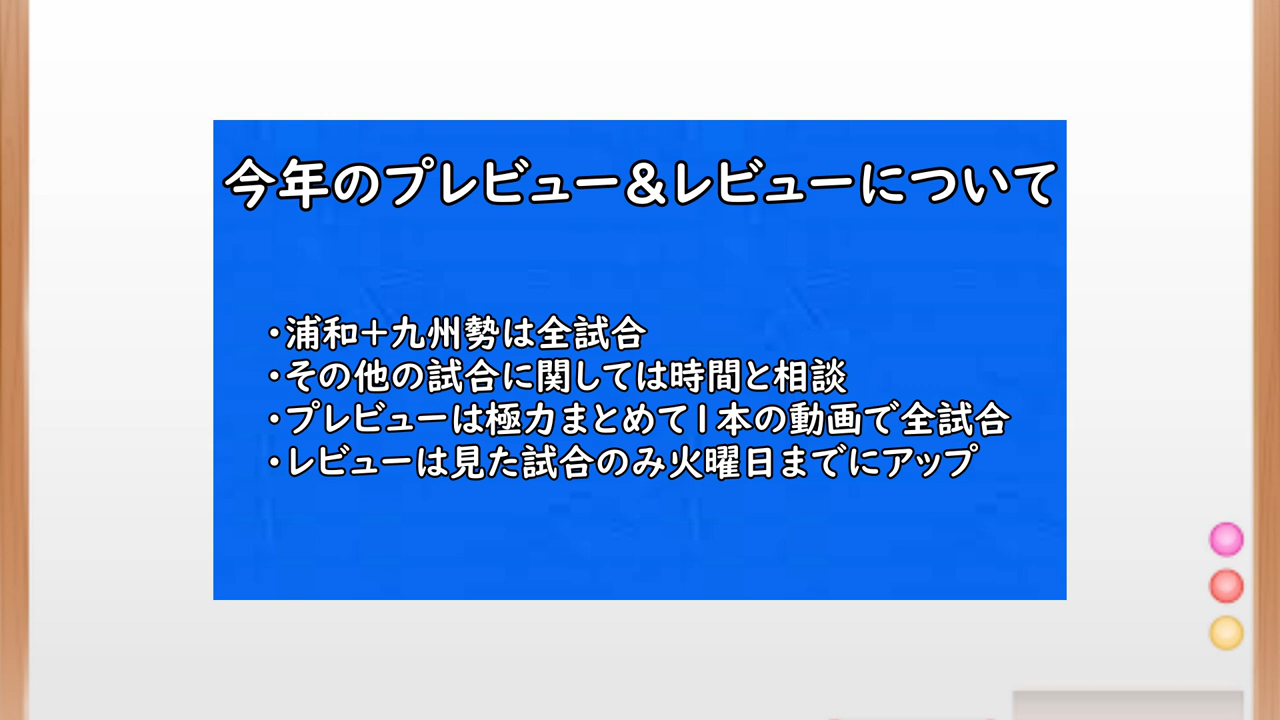 今年のプレビュー＆レビューについて
・浦和＋九州勢は全試合
・その他の試合に関しては時間と相談
・プレビューは極力まとめて1本の動画で全試合
・レビューは見た試合のみ火曜日までにアップ